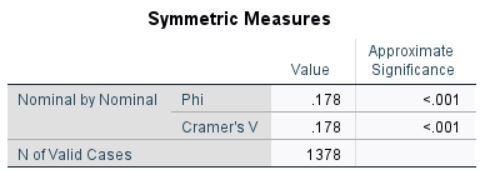 Symmetric Measures
Value Approximate Significance
Nominal by Nominal Phi .178 <.001
Cramer's V .178 <.001
N of Valid Cases 1378